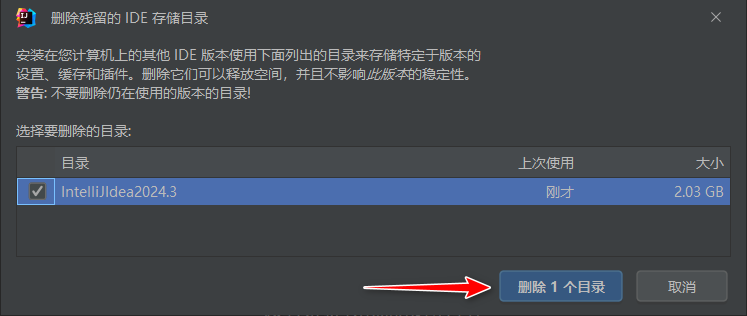 删除残留的 IDE 存储目录
安装在您计算机上的其他 IDE 版本使用下面列出的目录来存储特定于版本的
设置、缓存和插件。删除它们可以释放空间，并且不影响此版本的稳定性。
警告: 不要删除仍在使用的版本的目录!
选择要删除的目录:
目录 上次使用 大小
IntelliJIdea2024.3 刚才 2.03 GB
删除 1 个目录 取消